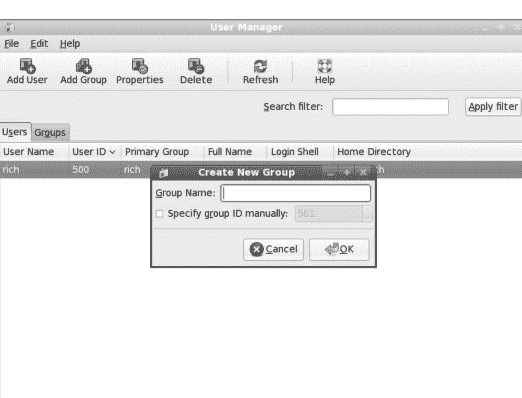 User Manager
File Edit Help
Add User Add Group Properties Delete Refresh Help
Search filter: Apply filter
Users Groups
User Name User ID Primary Group Full Name Login Shell Home Directory
rich 500 rich
Create New Group
Group Name:
Specify group ID manually: 501
Cancel OK